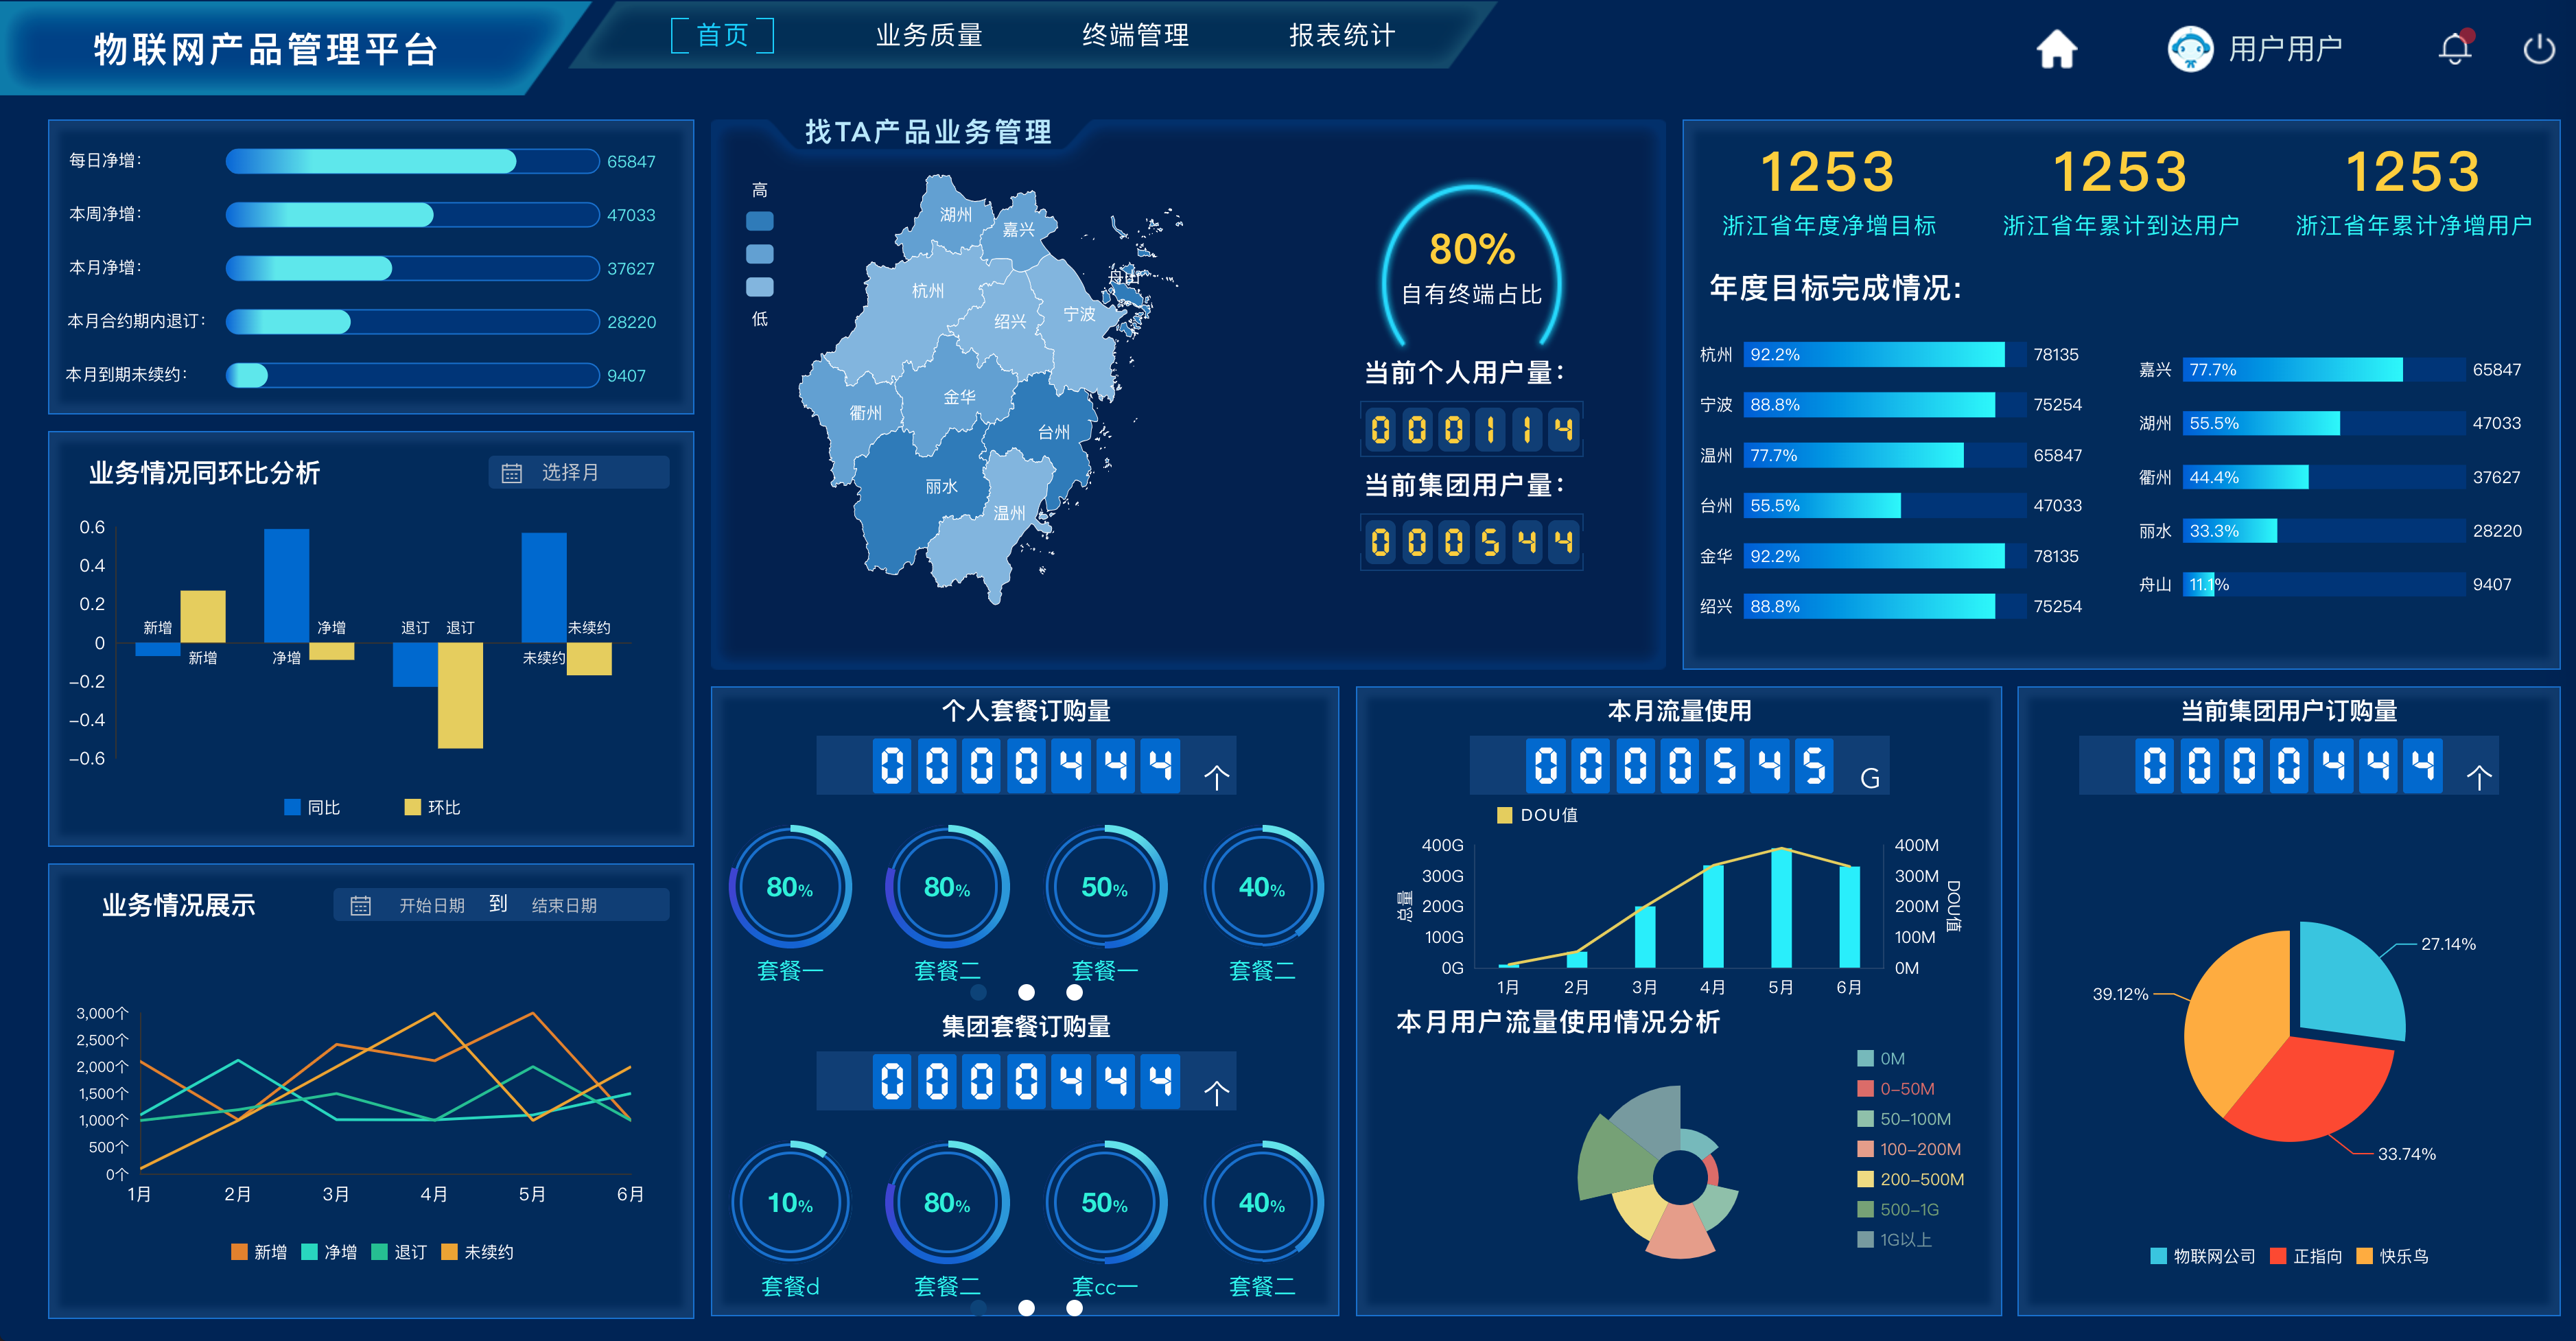 物联网产品管理平台
首页
业务质量
终端管理
报表统计
用户用户
每日净增：
65847
本周净增：
47033
本月净增：
37627
本月合约期内退订：
28220
本月到期未续约：
9407
业务情况同环比分析
选择月
0.6
0.4
0.2
0
-0.2
-0.4
-0.6
新增
净增
退订
退订
未续约
新增
净增
未续约
同比
环比
业务情况展示
开始日期 到 结束日期
3,000个
2,500个
2,000个
1,500个
1,000个
500个
0个
1月 2月 3月 4月 5月 6月
新增 净增 退订 未续约
找TA产品业务管理
高
低
湖州
嘉兴
舟山
杭州
绍兴
宁波
金华
衢州
台州
丽水
温州
80%
自有终端占比
当前个人用户量：
000114
当前集团用户量：
000544
1253
浙江省年度净增目标
1253
浙江省年累计到达用户
1253
浙江省年累计净增用户
年度目标完成情况：
杭州 92.2% 78135
宁波 88.8% 75254
温州 77.7% 65847
台州 55.5% 47033
金华 92.2% 78135
绍兴 88.8% 75254
嘉兴 77.7% 65847
湖州 55.5% 47033
衢州 44.4% 37627
丽水 33.3% 28220
舟山 11.1% 9407
个人套餐订购量
0000444 个
80% 80% 50% 40%
套餐一 套餐二 套餐一 套餐二
集团套餐订购量
0000444 个
10% 80% 50% 40%
套餐d 套餐二 套cc一 套餐二
本月流量使用
0000545 G
DOU值
400G
300G
200G
100G
0G
总量
400M
300M
200M
100M
0M
DOU值
1月 2月 3月 4月 5月 6月
本月用户流量使用情况分析
0M
0-50M
50-100M
100-200M
200-500M
500-1G
1G以上
当前集团用户订购量
0000444 个
27.14%
39.12%
33.74%
物联网公司 正指向 快乐鸟